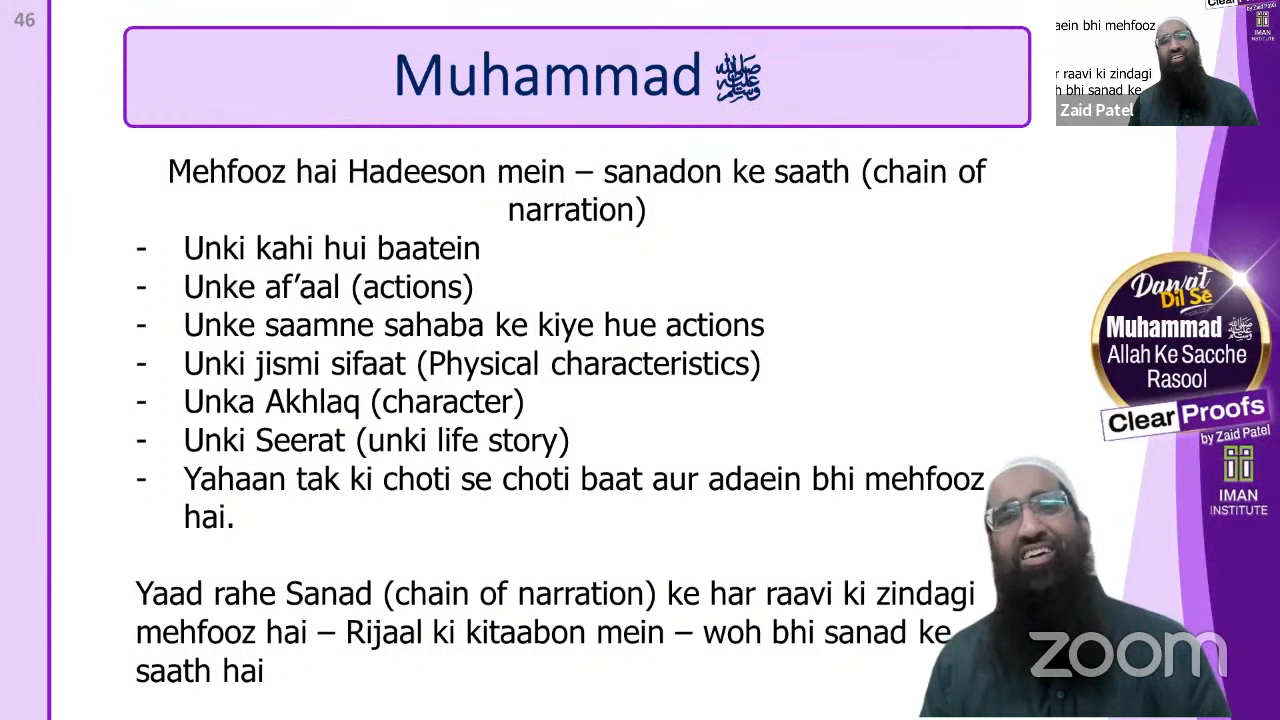 46
Muhammad ﷺ
Mehfooz hai Hadeeson mein – sanadon ke saath (chain of
narration)
- Unki kahi hui baatein
- Unke af’aal (actions)
- Unke saamne sahaba ke kiye hue actions
- Unki jismi sifaat (Physical characteristics)
- Unka Akhlaq (character)
- Unki Seerat (unki life story)
- Yahaan tak ki choti se choti baat aur adaein bhi mehfooz
hai.
Yaad rahe Sanad (chain of narration) ke har raavi ki zindagi
mehfooz hai – Rijaal ki kitaabon mein – woh bhi sanad ke
saath hai
aein bhi mehfooz
r raavi ki zindagi
h bhi sanad ke
Zaid Patel
by Zaid Patel
IMAN
INSTITUTE
Dawat
Dil Se
Muhammad ﷺ
Allah Ke Sacche
Rasool
Clear Proofs
by Zaid Patel
IMAN
INSTITUTE
zoom